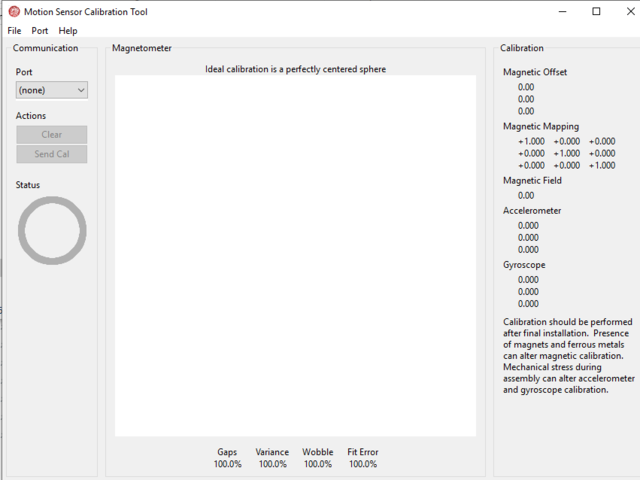 Motion Sensor Calibration Tool
File Port Help
Communication
Port
(none)
Actions
Clear
Send Cal
Status
Magnetometer
Ideal calibration is a perfectly centered sphere
Gaps Variance Wobble Fit Error
100.0% 100.0% 100.0% 100.0%
Calibration
Magnetic Offset
0.00
0.00
0.00
Magnetic Mapping
+1.000 +0.000 +0.000
+0.000 +1.000 +0.000
+0.000 +0.000 +1.000
Magnetic Field
0.00
Accelerometer
0.000
0.000
0.000
Gyroscope
0.000
0.000
0.000
Calibration should be performed
after final installation. Presence
of magnets and ferrous metals
can alter magnetic calibration.
Mechanical stress during
assembly can alter accelerometer
and gyroscope calibration.